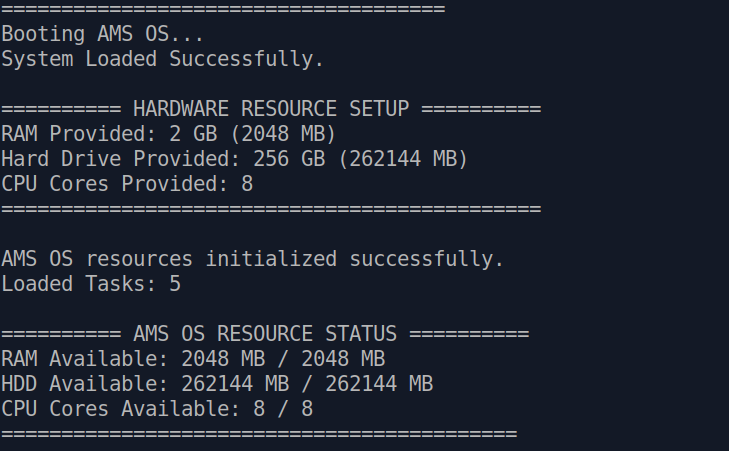 =====================================
Booting AMS OS...
System Loaded Successfully.
========== HARDWARE RESOURCE SETUP ==========
RAM Provided: 2 GB (2048 MB)
Hard Drive Provided: 256 GB (262144 MB)
CPU Cores Provided: 8
=============================================
AMS OS resources initialized successfully.
Loaded Tasks: 5
========== AMS OS RESOURCE STATUS ==========
RAM Available: 2048 MB / 2048 MB
HDD Available: 262144 MB / 262144 MB
CPU Cores Available: 8 / 8
===========================================